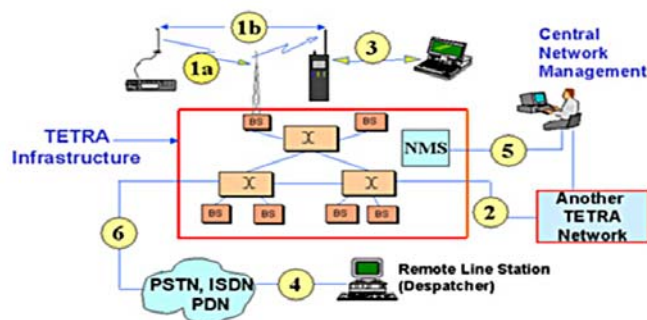 1b
Central
Network
Management
1a
3
TETRA
Infrastructure
BS
BS
NMS
5
BS
BS
BS
BS
2
Another
TETRA
Network
6
PSTN, ISDN
PDN
4
Remote Line Station
(Despatcher)